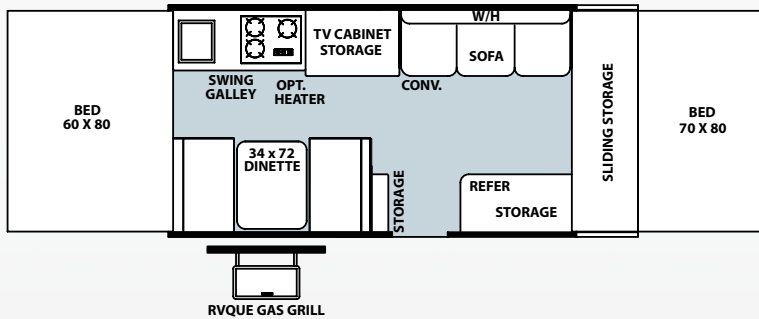 W/H
TV CABINET
STORAGE
SOFA
SWING
GALLEY
OPT.
HEATER
CONV.
BED
60 X 80
SLIDING STORAGE
BED
70 X 80
34 x 72
DINETTE
STORAGE
REFER
STORAGE
RVQUE GAS GRILL